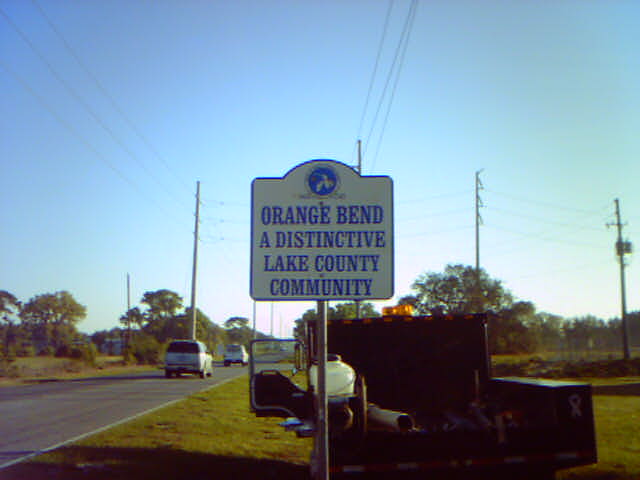 ORANGE BEND
A DISTINCTIVE
LAKE COUNTY
COMMUNITY